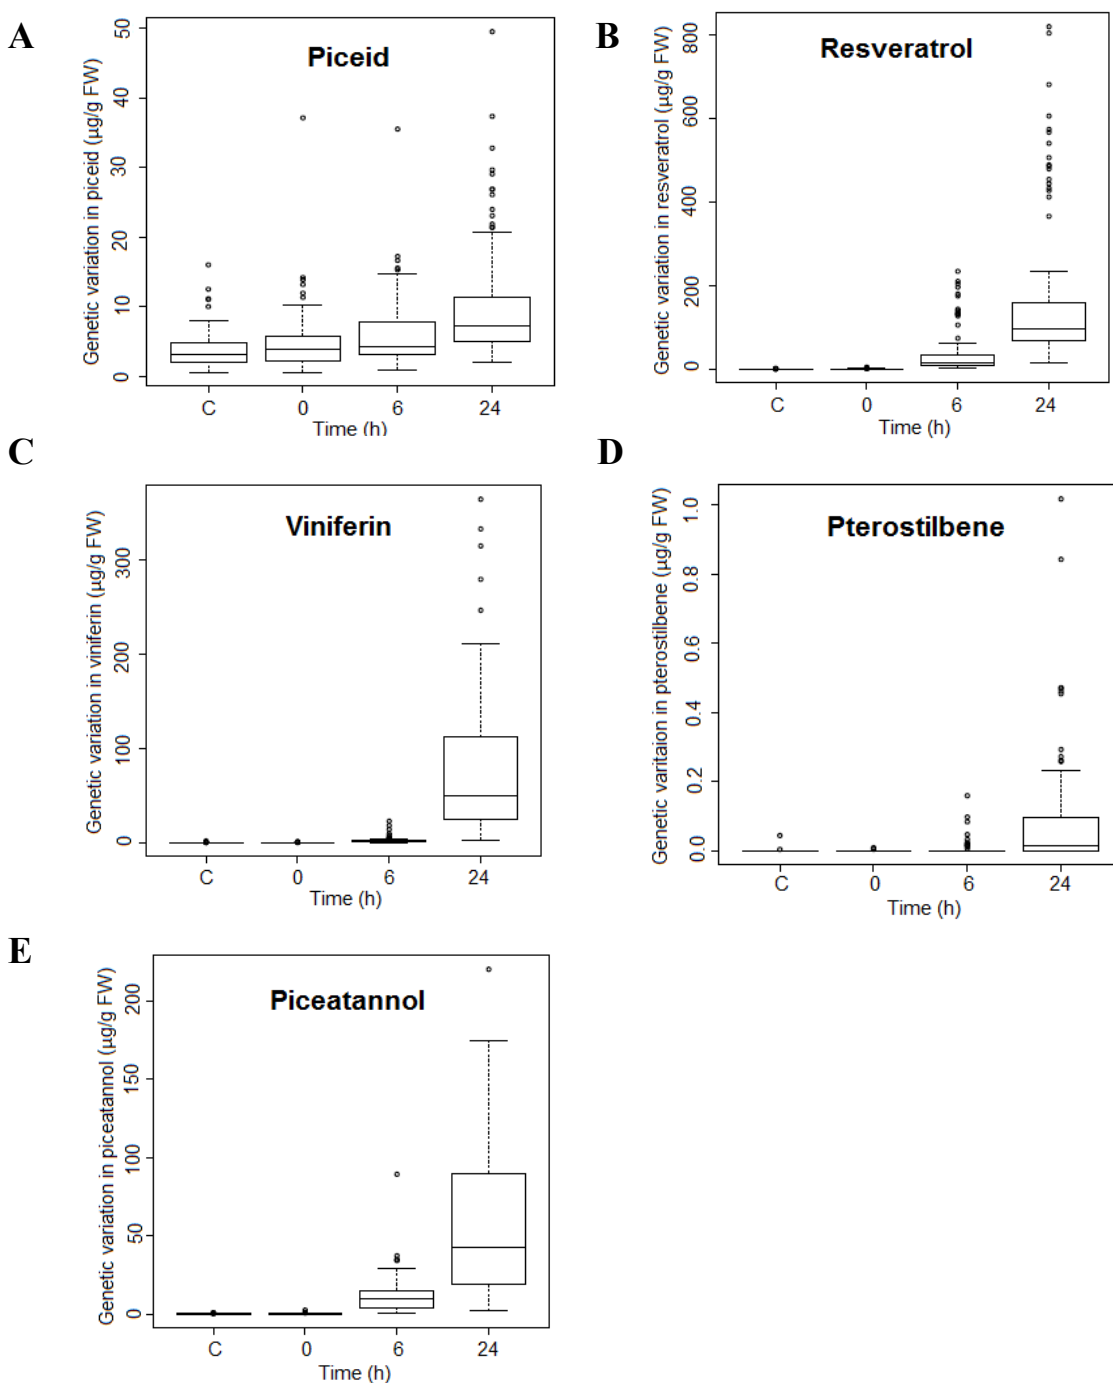 A
Genetic variation in piceid (µg/g FW)
Piceid
50
40
30
20
10
0
C 0 6 24
Time (h)
B
Genetic variation in resveratrol (µg/g FW)
Resveratrol
800
600
400
200
0
C 0 6 24
Time (h)
C
Genetic variation in viniferin (µg/g FW)
Viniferin
300
200
100
0
C 0 6 24
Time (h)
D
Genetic varitaion in pterostilbene (µg/g FW)
Pterostilbene
1.0
0.8
0.6
0.4
0.2
0.0
C 0 6 24
Time (h)
E
Genetic variation in piceatannol (µg/g FW)
Piceatannol
200
150
100
50
0
C 0 6 24
Time (h)